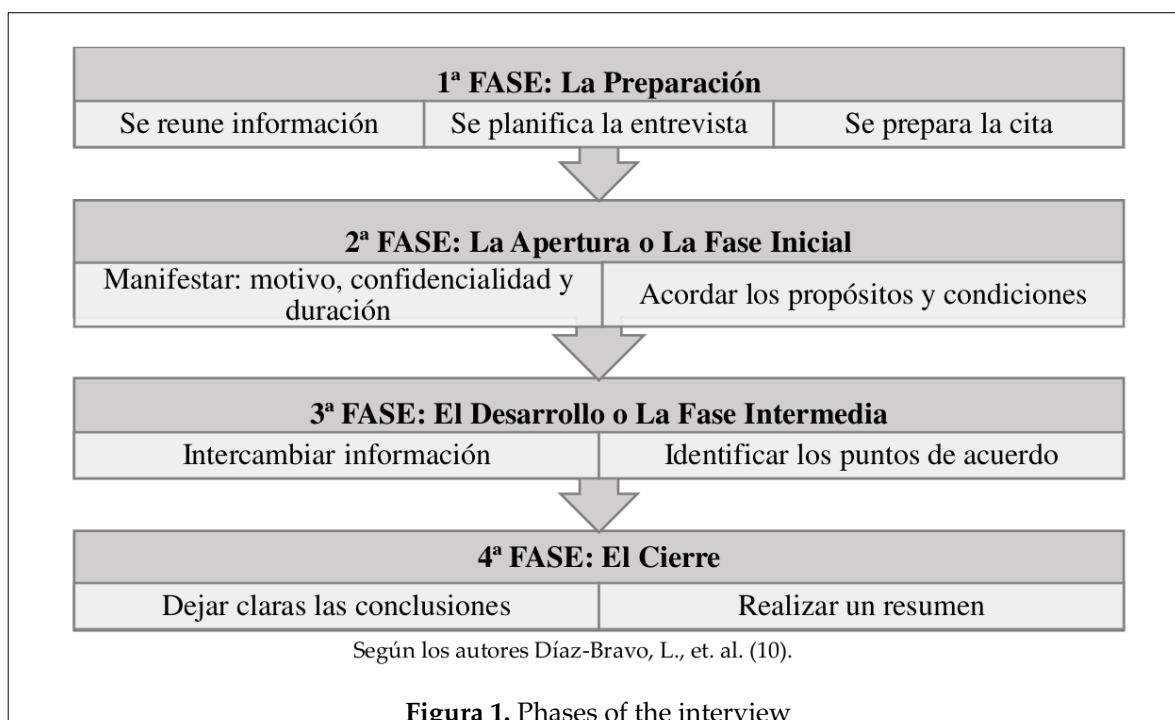 1ª FASE: La Preparación
Se reune información
Se planifica la entrevista
Se prepara la cita
2ª FASE: La Apertura o La Fase Inicial
Manifestar: motivo, confidencialidad y
duración
Acordar los propósitos y condiciones
3ª FASE: El Desarrollo o La Fase Intermedia
Intercambiar información
Identificar los puntos de acuerdo
4ª FASE: El Cierre
Dejar claras las conclusiones
Realizar un resumen
Según los autores Díaz-Bravo, L., et. al. (10).
Figura 1. Phases of the interview